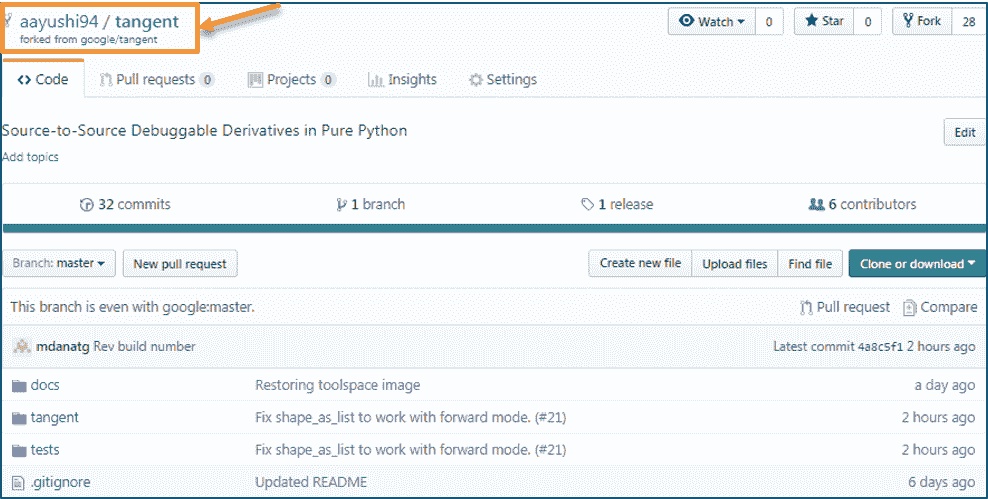 aayushi94 / tangent
forked from google/tangent
Watch 0 Star 0 Fork 28
Code Pull requests 0 Projects 0 Insights Settings
Source-to-Source Debuggable Derivatives in Pure Python
Edit
Add topics
32 commits 1 branch 1 release 6 contributors
Branch: master New pull request Create new file Upload files Find file Clone or download
This branch is even with google:master. Pull request Compare
mdanatg Rev build number Latest commit 4a8c5f1 2 hours ago
docs Restoring toolspace image a day ago
tangent Fix shape_as_list to work with forward mode. (#21) 2 hours ago
tests Fix shape_as_list to work with forward mode. (#21) 2 hours ago
.gitignore Updated README 6 days ago